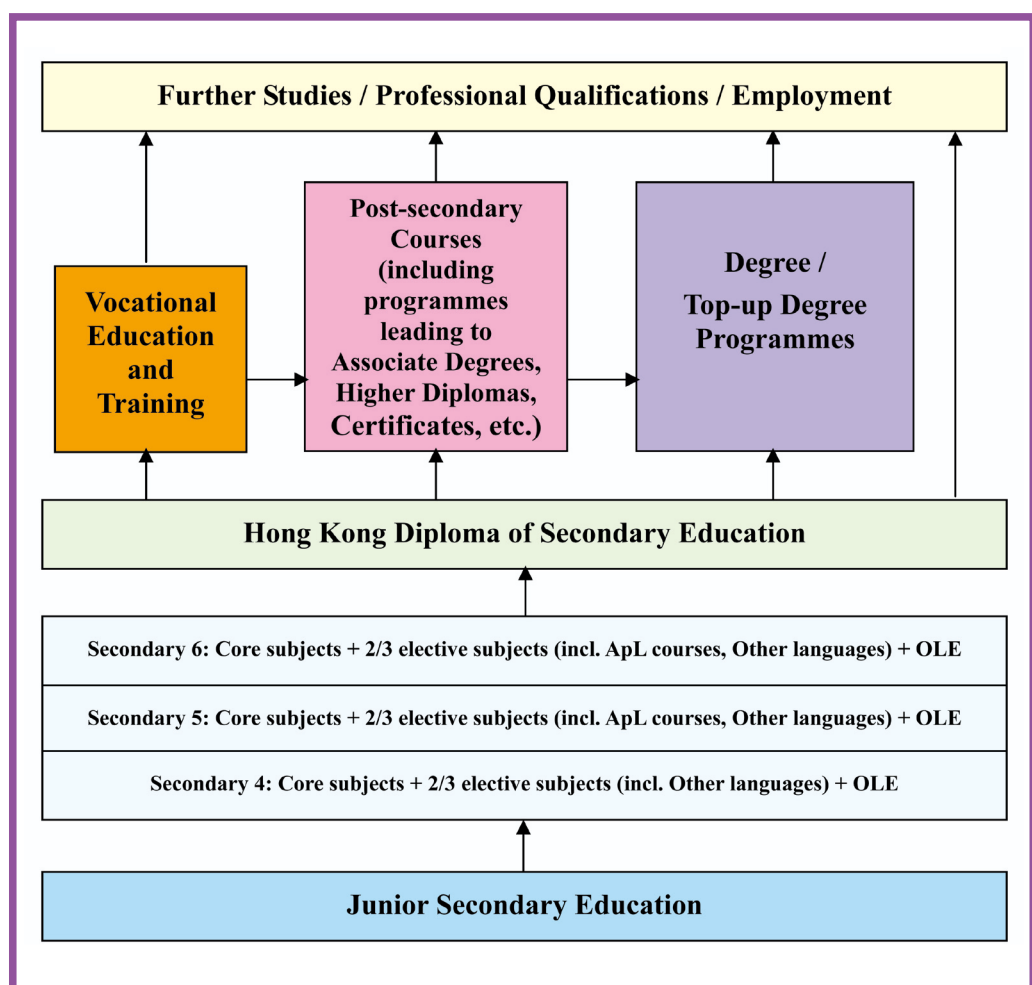 Further Studies / Professional Qualifications / Employment
Vocational
Education
and
Training
Post-secondary
Courses
(including
programmes
leading to
Associate Degrees,
Higher Diplomas,
Certificates, etc.)
Degree /
Top-up Degree
Programmes
Hong Kong Diploma of Secondary Education
Secondary 6: Core subjects + 2/3 elective subjects (incl. ApL courses, Other languages) + OLE
Secondary 5: Core subjects + 2/3 elective subjects (incl. ApL courses, Other languages) + OLE
Secondary 4: Core subjects + 2/3 elective subjects (incl. Other languages) + OLE
Junior Secondary Education